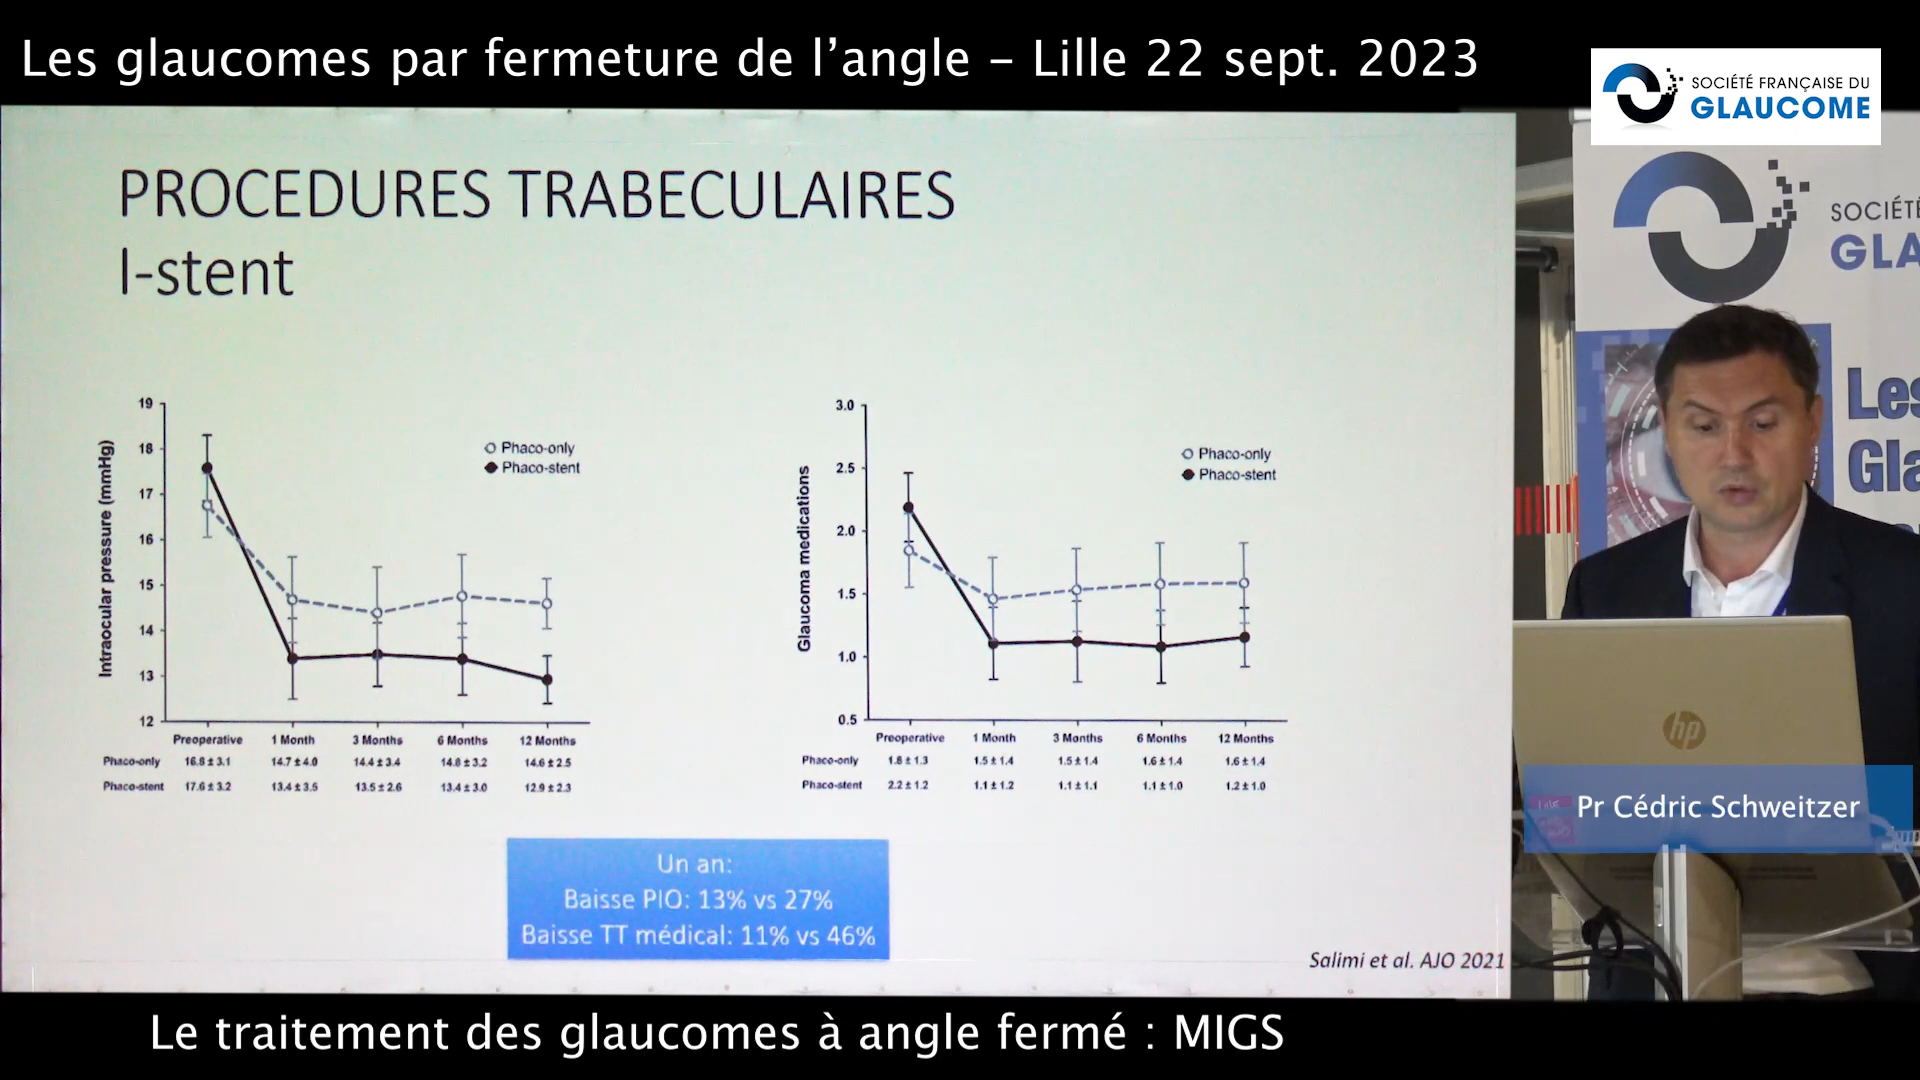 Les glaucomes par fermeture de l’angle – Lille 22 sept. 2023
SOCIÉTÉ FRANÇAISE DU
GLAUCOME
PROCEDURES TRABECULAIRES
I-stent
SOCIÉTÉ
GLA
Les
Gla
19
18
17
16
15
14
13
12
Intraocular pressure (mmHg)
Phaco-only
Phaco-stent
Preoperative 1 Month 3 Months 6 Months 12 Months
Phaco-only 16.8 ± 3.1 14.7 ± 4.0 14.4 ± 3.4 14.8 ± 3.2 14.6 ± 2.5
Phaco-stent 17.6 ± 3.2 13.4 ± 3.5 13.5 ± 2.6 13.4 ± 3.0 12.9 ± 2.3
3.0
2.5
2.0
1.5
1.0
0.5
Glaucoma medications
Phaco-only
Phaco-stent
Preoperative 1 Month 3 Months 6 Months 12 Months
Phaco-only 1.8 ± 1.3 1.5 ± 1.4 1.5 ± 1.4 1.6 ± 1.4 1.6 ± 1.4
Phaco-stent 2.2 ± 1.2 1.1 ± 1.2 1.1 ± 1.1 1.1 ± 1.0 1.2 ± 1.0
Un an:
Baisse PIO: 13% vs 27%
Baisse TT médical: 11% vs 46%
Salimi et al. AJO 2021
hp
Pr Cédric Schweitzer
Le traitement des glaucomes à angle fermé : MIGS